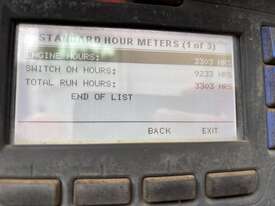 STANDARD HOUR METERS (1 of 3)
ENGINE HOURS: 3303 HRS
SWITCH ON HOURS: 9233 HRS
TOTAL RUN HOURS: 3303 HRS
END OF LIST
BACK EXIT